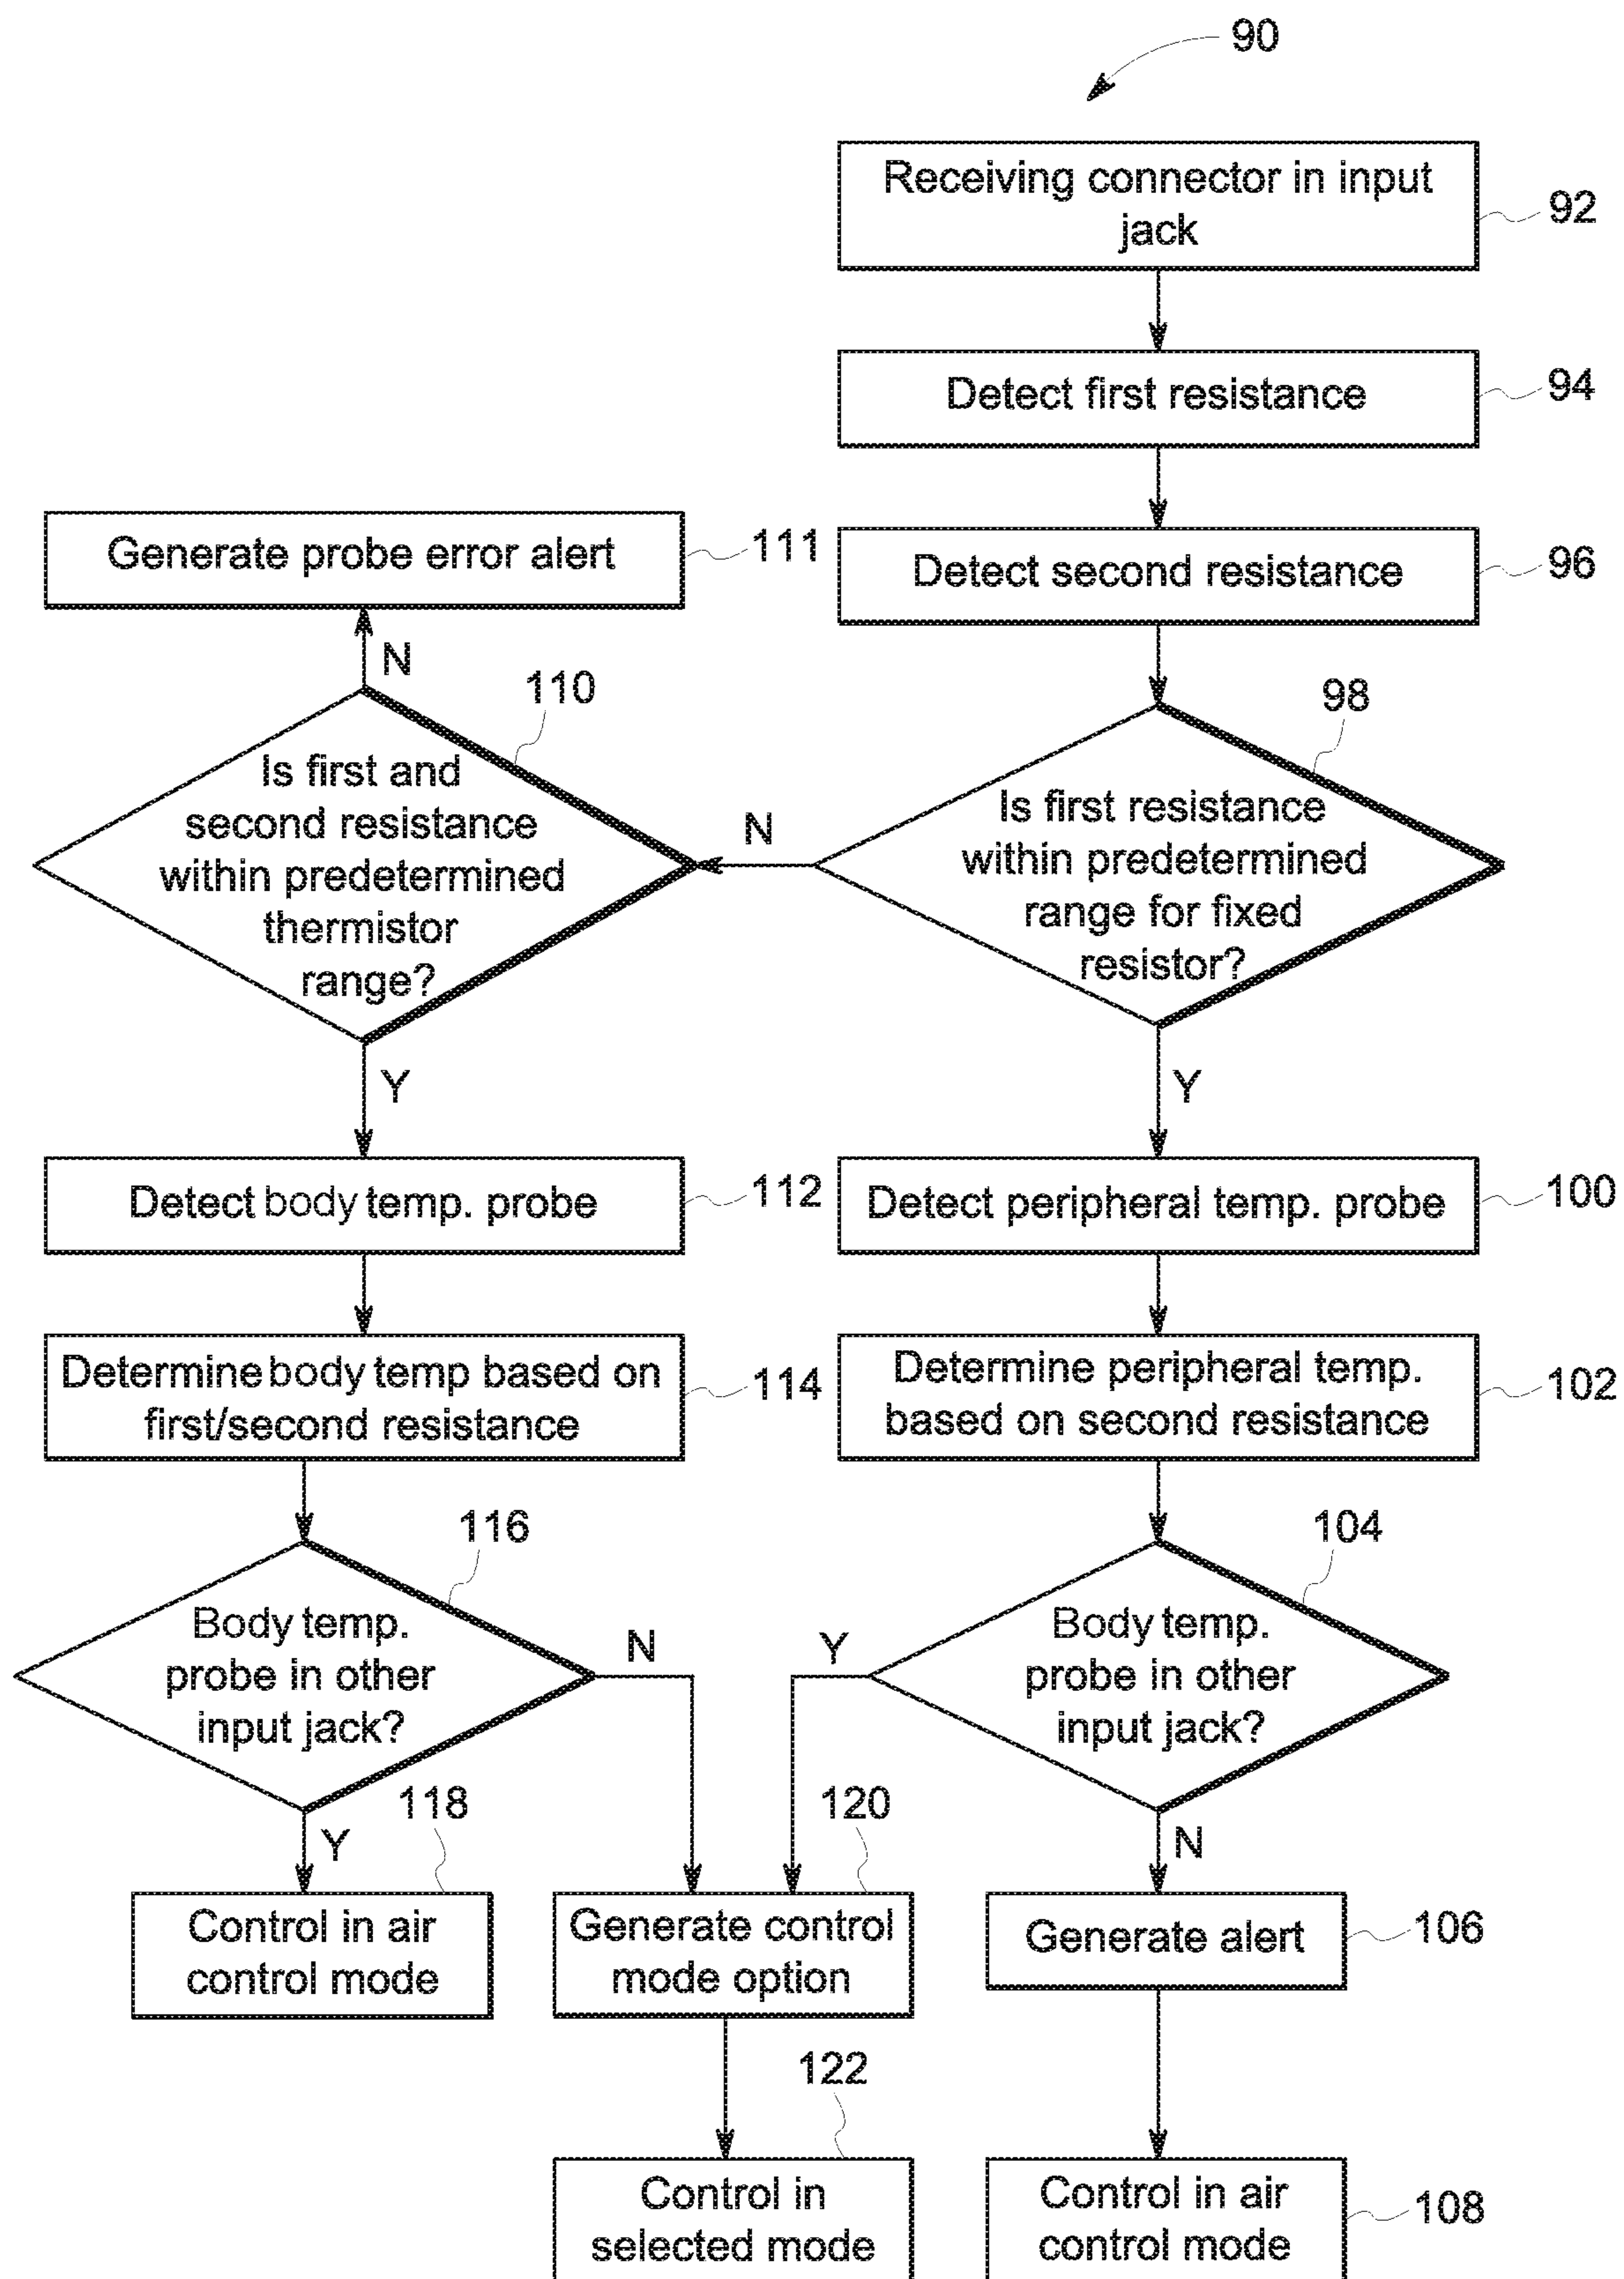 90
Receiving connector in input
jack
92
Detect first resistance
94
Generate probe error alert
111
Detect second resistance
96
N
110
98
Is first and
second resistance
within predetermined
thermistor
range?
N
Is first resistance
within predetermined
range for fixed
resistor?
Y
Y
Detect body temp. probe
112
Detect peripheral temp. probe
100
Determine body temp based on
first/second resistance
114
Determine peripheral temp.
based on second resistance
102
116
104
Body temp.
probe in other
input jack?
N
Y
Body temp.
probe in other
input jack?
118
Y
120
N
Control in air
control mode
Generate control
mode option
Generate alert
106
122
Control in
selected mode
Control in air
control mode
108